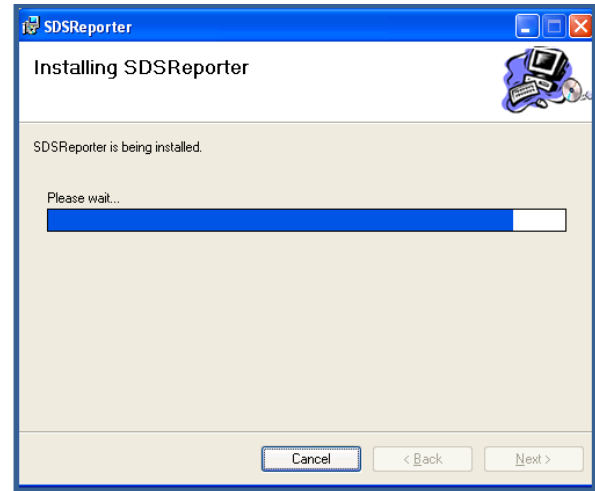 SDSReporter
Installing SDSReporter
SDSReporter is being installed.
Please wait...
Cancel
< Back
Next >